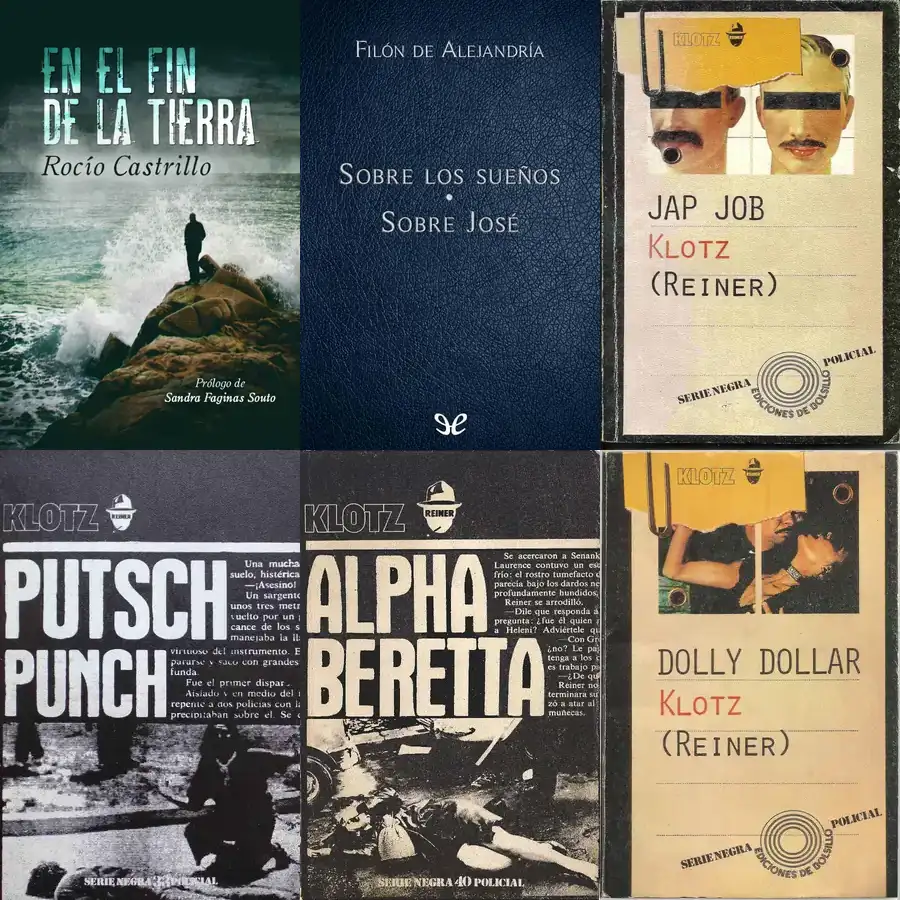 EN EL FIN
DE LA TIERRA
Rocío Castrillo
Prólogo de
Sandra Faginas Souto
FILÓN DE ALEJANDRÍA
SOBRE LOS SUEÑOS
•
SOBRE JOSÉ
KLOTZ REINER
JAP JOB
KLOTZ
(REINER)
SERIE NEGRA POLICIAL
EDICIONES DE BOLSILLO
KLOTZ REINER
PUTSCH
PUNCH
Una mucha
suelo, histérica
—¡Asesino!
Un sargento
unos tres metr
vuelto por un
cance de los s
manejaba la ll
virtuoso del instrumento. E
pararse y sacó con grandes
funda.
Fue el primer dispar
Aislado y en medio del
repente a dos policías con la
precipitaban sobre él. Se
SERIE NEGRA 33 POLICIAL
KLOTZ REINER
ALPHA
BERETTA
Se acercaron a Senank
Laurence contuvo un est
frío: el rostro tumefacto d
parecía bajo los dardos ne
profundamente hundidos
Reiner se arrodilló.
—Dile que responda a
pregunta: ¿fue él quien
a Heleni? Adviértele qu
—Con Gr
¿no? Le pa
tenga a los
es trabajo p
—¿De qu
Reiner no
terminara su
zó a atar al
muñecas.
SERIE NEGRA 40 POLICIAL
KLOTZ REINER
DOLLY DOLLAR
KLOTZ
(REINER)
SERIE NEGRA POLICIAL
EDICIONES DE BOLSILLO